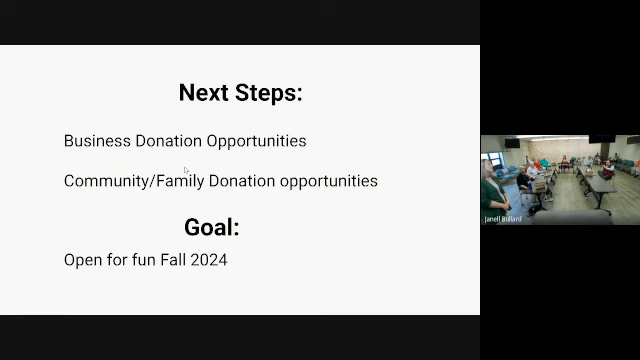 Next Steps:
Business Donation Opportunities
Community/Family Donation opportunities
Goal:
Open for fun Fall 2024
Janell Bullard